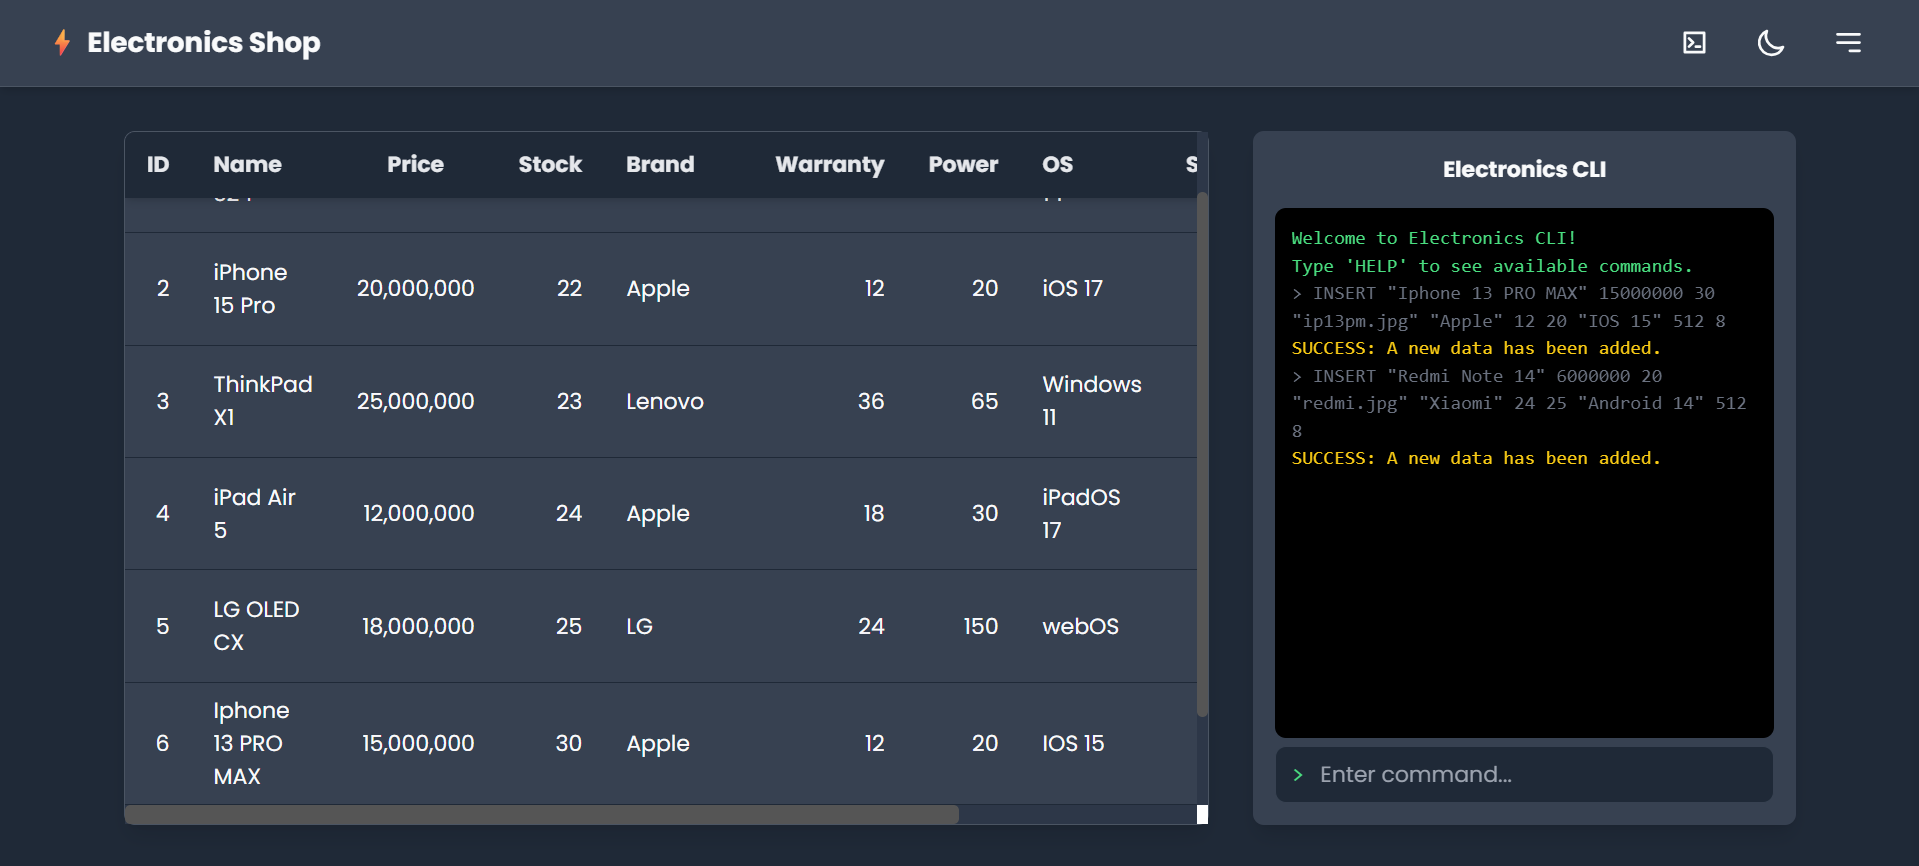 Electronics Shop
ID Name Price Stock Brand Warranty Power OS S
2 iPhone 15 Pro 20,000,000 22 Apple 12 20 iOS 17
3 ThinkPad X1 25,000,000 23 Lenovo 36 65 Windows 11
4 iPad Air 5 12,000,000 24 Apple 18 30 iPadOS 17
5 LG OLED CX 18,000,000 25 LG 24 150 webOS
6 Iphone 13 PRO MAX 15,000,000 30 Apple 12 20 IOS 15
Electronics CLI
Welcome to Electronics CLI!
Type 'HELP' to see available commands.
> INSERT "Iphone 13 PRO MAX" 15000000 30
"ip13pm.jpg" "Apple" 12 20 "IOS 15" 512 8
SUCCESS: A new data has been added.
> INSERT "Redmi Note 14" 6000000 20
"redmi.jpg" "Xiaomi" 24 25 "Android 14" 512
8
SUCCESS: A new data has been added.
> Enter command...